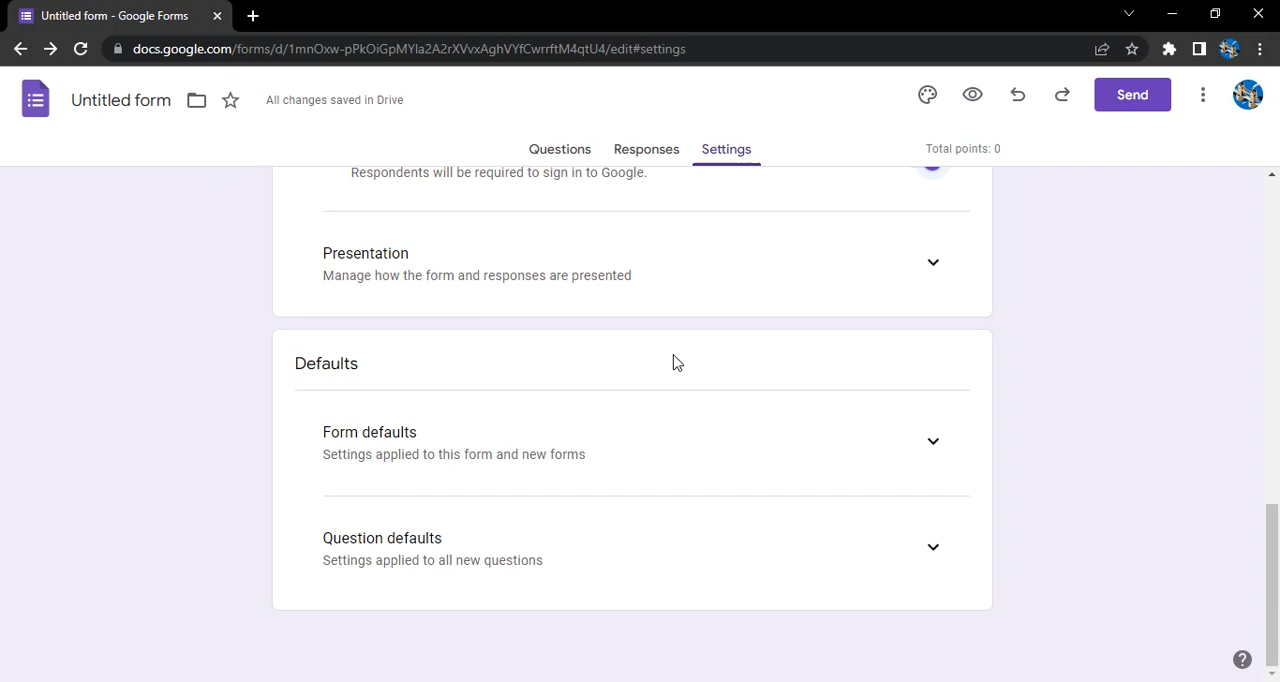 Untitled form - Google Forms
docs.google.com/forms/d/1mnOxw-pPkOiGpMYla2A2rXVvxAghVYfCwrrftM4qtU4/edit#settings
Untitled form
All changes saved in Drive
Send
Questions
Responses
Settings
Total points: 0
Respondents will be required to sign in to Google.
Presentation
Manage how the form and responses are presented
Defaults
Form defaults
Settings applied to this form and new forms
Question defaults
Settings applied to all new questions